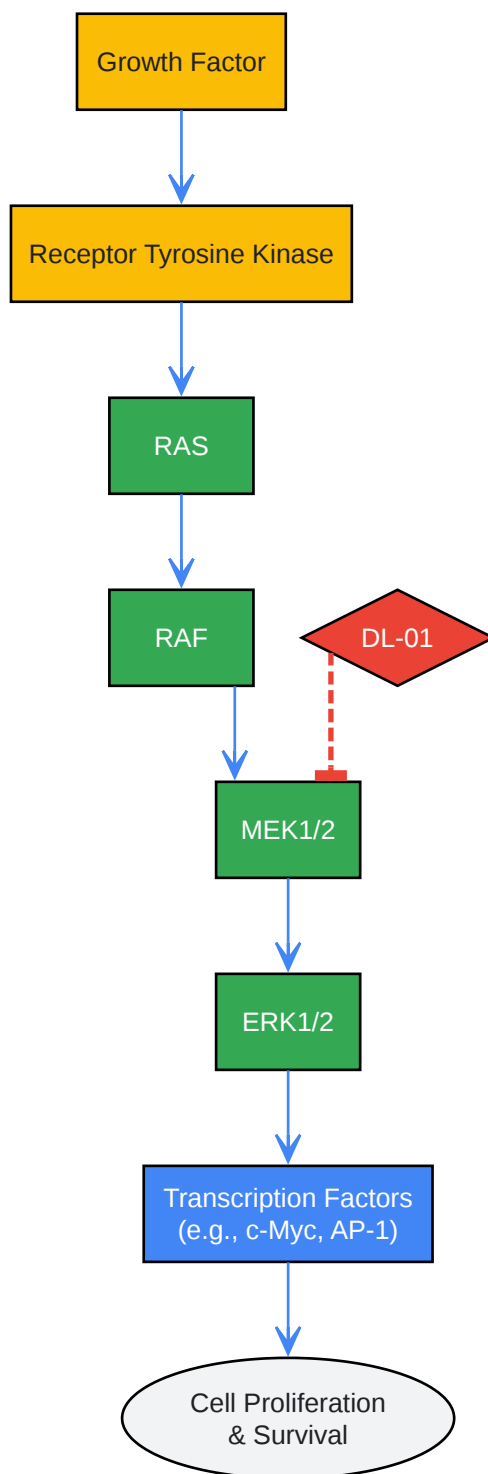 Growth Factor
Receptor Tyrosine Kinase
RAS
RAF
DL-01
MEK1/2
ERK1/2
Transcription Factors
(e.g., c-Myc, AP-1)
Cell Proliferation
& Survival